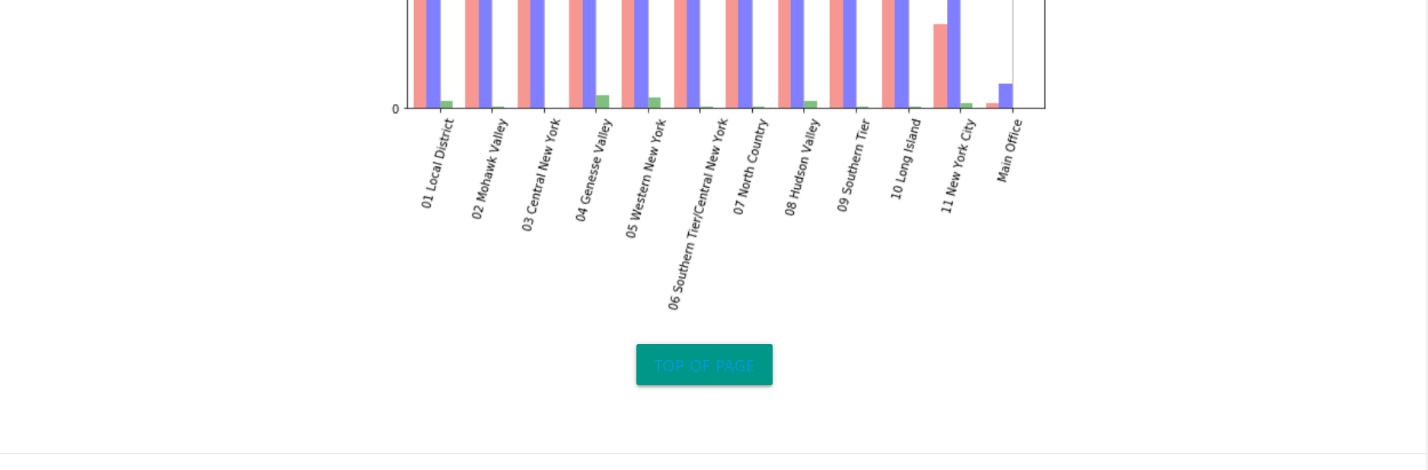 0
01 Local District
02 Mohawk Valley
03 Central New York
04 Genesse Valley
05 Western New York
06 Southern Tier/Central New York
07 North Country
08 Hudson Valley
09 Southern Tier
10 Long Island
11 New York City
Main Office
TOP OF PAGE